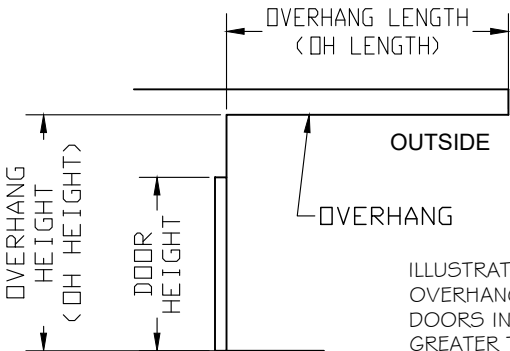 OVERHANG LENGTH
(OH LENGTH)
OUTSIDE
OVERHANG
OVERHANG
HEIGHT
(OH HEIGHT)
DOOR
HEIGHT
ILLUSTRAT
OVERHANG
DOORS IN
GREATER T